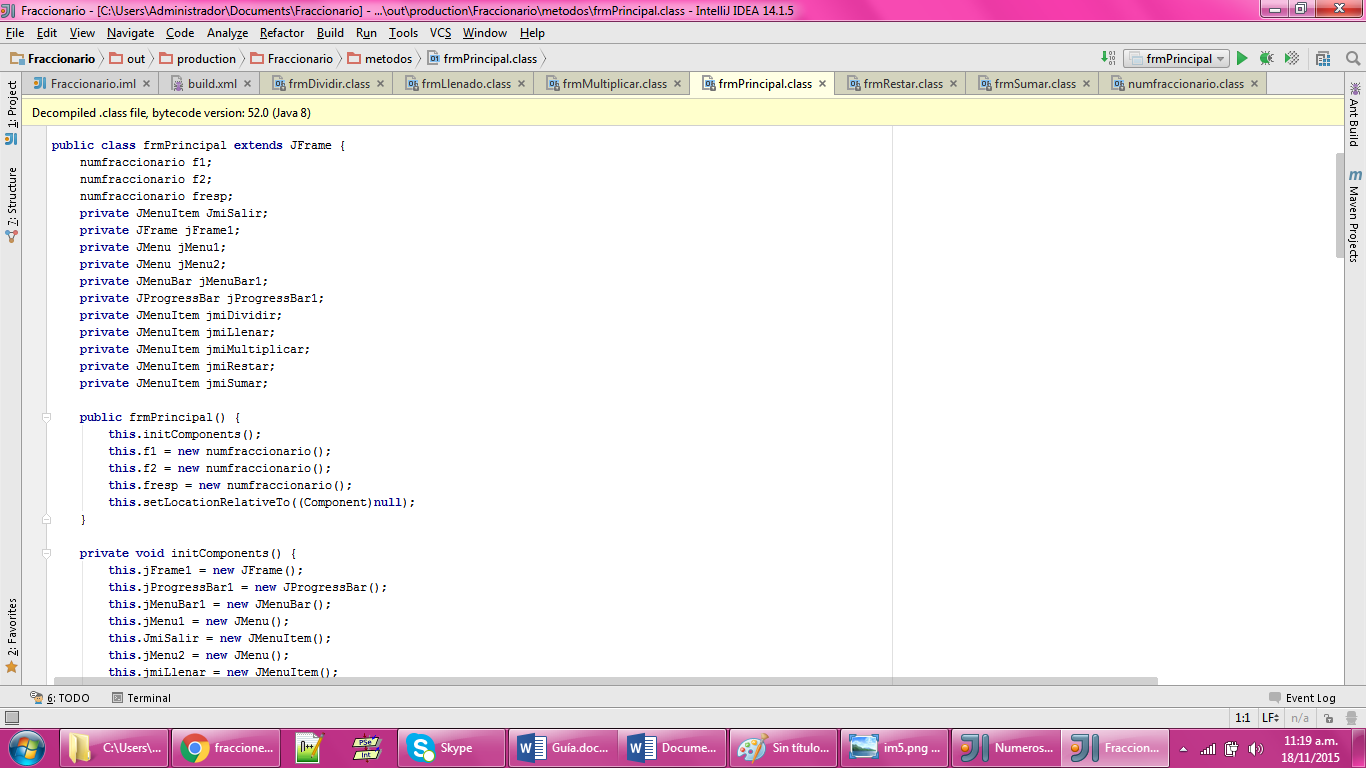 Fraccionario - [C:\Users\Administrador\Documents\Fraccionario] - ...\out\production\Fraccionario\metodos\frmPrincipal.class - IntelliJ IDEA 14.1.5
File Edit View Navigate Code Analyze Refactor Build Run Tools VCS Window Help
Fraccionario out production Fraccionario metodos frmPrincipal.class frmPrincipal
Fraccionario.iml build.xml frmDividir.class frmLlenado.class frmMultiplicar.class frmPrincipal.class frmRestar.class frmSumar.class numfraccionario.class
Decompiled .class file, bytecode version: 52.0 (Java 8)
public class frmPrincipal extends JFrame {
numfraccionario f1;
numfraccionario f2;
numfraccionario fresp;
private JMenuItem JmiSalir;
private JFrame jFrame1;
private JMenu jMenu1;
private JMenu jMenu2;
private JMenuBar jMenuBar1;
private JProgressBar jProgressBar1;
private JMenuItem jmiDividir;
private JMenuItem jmiLlenar;
private JMenuItem jmiMultiplicar;
private JMenuItem jmiRestar;
private JMenuItem jmiSumar;
public frmPrincipal() {
this.initComponents();
this.f1 = new numfraccionario();
this.f2 = new numfraccionario();
this.fresp = new numfraccionario();
this.setLocationRelativeTo((Component)null);
}
private void initComponents() {
this.jFrame1 = new JFrame();
this.jProgressBar1 = new JProgressBar();
this.jMenuBar1 = new JMenuBar();
this.jMenu1 = new JMenu();
this.JmiSalir = new JMenuItem();
this.jMenu2 = new JMenu();
this.jmiLlenar = new JMenuItem();
1: Project
7: Structure
2: Favorites
Ant Build
m Maven Projects
6: TODO Terminal Event Log
1:1 LF n/a
C:\Users\... fraccione... Skype Guía.doc... Docume... Sin título... im5.png ... Numeros... Fraccion... 11:19 a.m.
18/11/2015